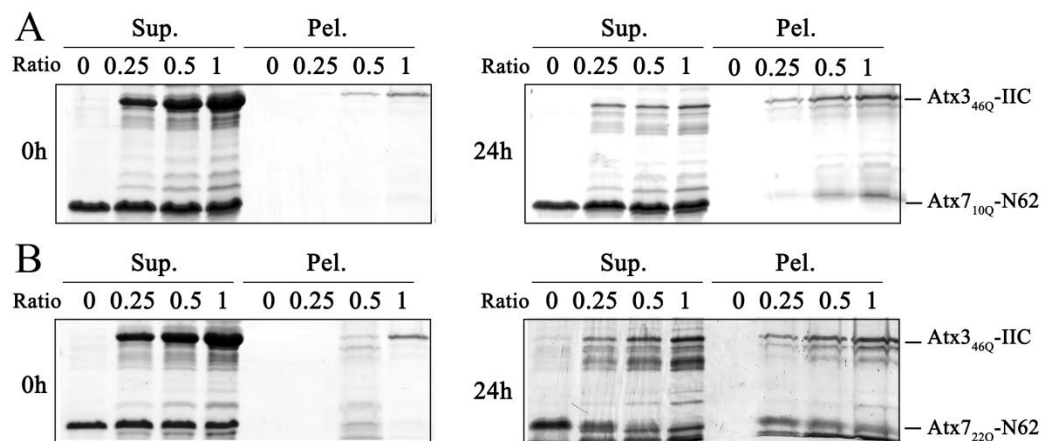 A
Sup. Pel. Sup. Pel.
Ratio 0 0.25 0.5 1 0 0.25 0.5 1 Ratio 0 0.25 0.5 1 0 0.25 0.5 1
0h 24h
Atx3₄₆Q-IIC
Atx7₁₀Q-N62
B
Sup. Pel. Sup. Pel.
Ratio 0 0.25 0.5 1 0 0.25 0.5 1 Ratio 0 0.25 0.5 1 0 0.25 0.5 1
0h 24h
Atx3₄₆Q-IIC
Atx7₂₂Q-N62